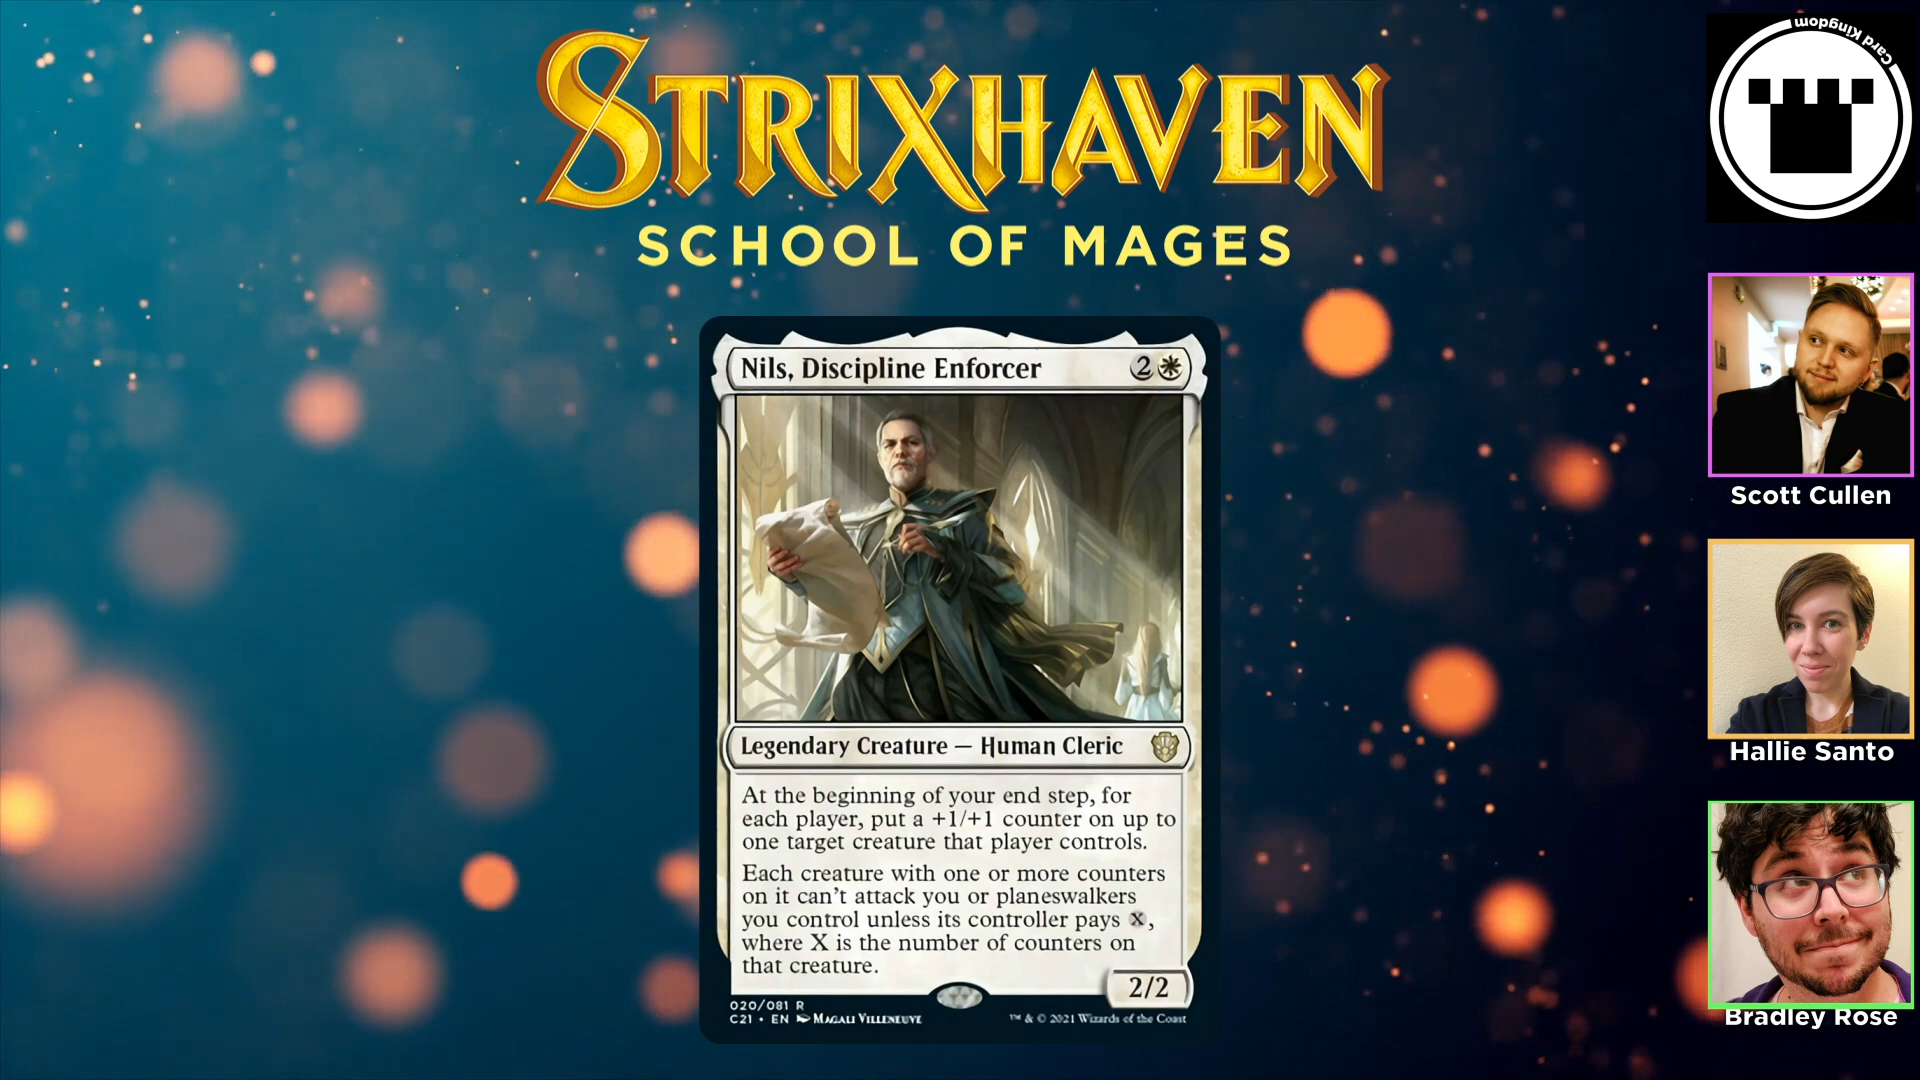 STRIXHAVEN
SCHOOL OF MAGES
Card Kingdom
Nils, Discipline Enforcer 2
Legendary Creature — Human Cleric
At the beginning of your end step, for
each player, put a +1/+1 counter on up to
one target creature that player controls.
Each creature with one or more counters
on it can't attack you or planeswalkers
you control unless its controller pays X,
where X is the number of counters on
that creature.
2/2
020/081 R
C21 • EN MAGALI VILLENEUVE
™ & © 2021 Wizards of the Coast
Scott Cullen
Hallie Santo
Bradley Rose